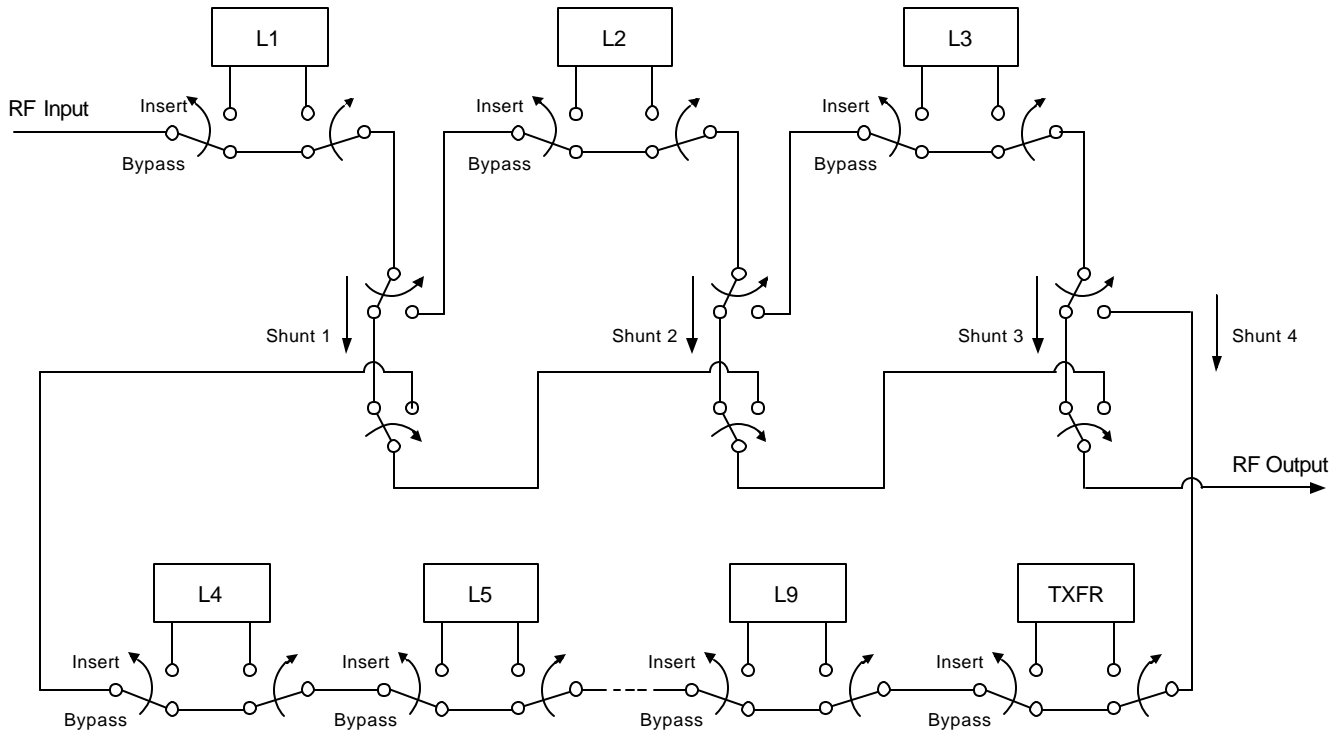 L1
L2
L3
RF Input
Insert
Insert
Insert
Bypass
Bypass
Bypass
Shunt 1
Shunt 2
Shunt 3
Shunt 4
RF Output
L4
L5
L9
TXFR
Insert
Insert
Insert
Insert
Bypass
Bypass
Bypass
Bypass